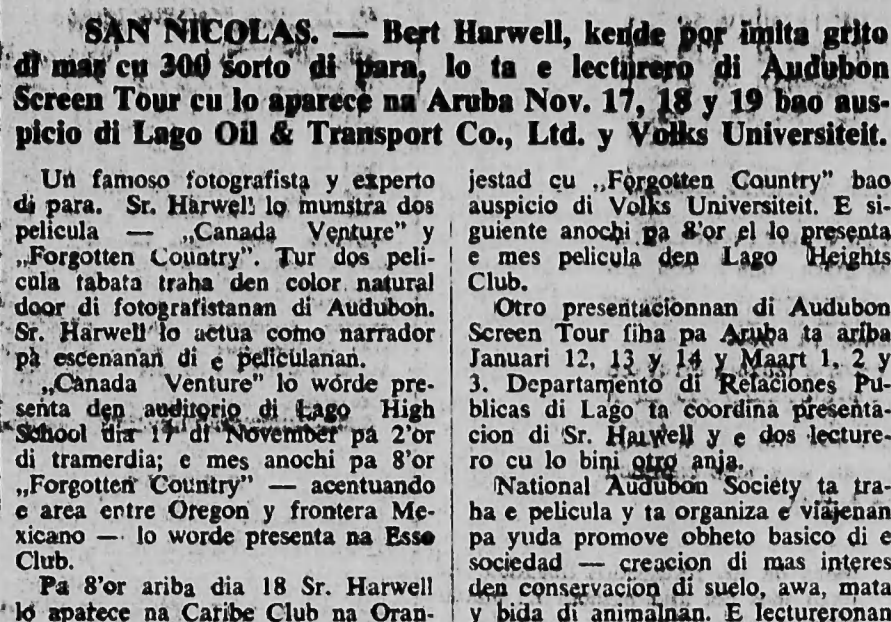 SAN NICOLAS. — Bert Harwell, kende por imita grito
di mas cu 300 sorto di para, lo ta e lecturero di Audubon
Screen Tour cu lo aparece na Aruba Nov. 17, 18 y 19 bao aus-
picio di Lago Oil & Transport Co., Ltd. y Volks Universiteit.
Un famoso fotografista y experto
di para. Sr. Harwell lo munstra dos
pelicula — „Canada Venture” y
„Forgotten Country”. Tur dos peli-
cula tabata traha den color natural
door di fotografistanan di Audubon.
Sr. Harwell lo actua como narrador
pa escenanan di e peliculanan.
„Canada Venture” lo worde pre-
senta den auditorio di Lago High
School dia 17 di November pa 2'or
di tramerdia; e mes anochi pa 8'or
„Forgotten Country” — acentuando
e area entre Oregon y frontera Me-
xicano — lo worde presenta na Esso
Club.
Pa 8'or ariba dia 18 Sr. Harwell
lo aparece na Caribe Club na Oran-
jestad cu „Forgotten Country” bao
auspicio di Volks Universiteit. E si-
guiente anochi pa 8'or el lo presenta
e mes pelicula den Lago Heights
Club.
Otro presentacionnan di Audubon
Screen Tour fiha pa Aruba ta ariba
Januari 12, 13 y 14 y Maart 1, 2 y
3. Departamento di Relaciones Pu-
blicas di Lago ta coordina presenta-
cion di Sr. Harwell y e dos lecture-
ro cu lo bini otro anja.
National Audubon Society ta tra-
ha e pelicula y ta organiza e viajenan
pa yuda promove obheto basico di e
sociedad — creacion di mas interes
den conservacion di suelo, awa, mata
y bida di animalnan. E lectureronan